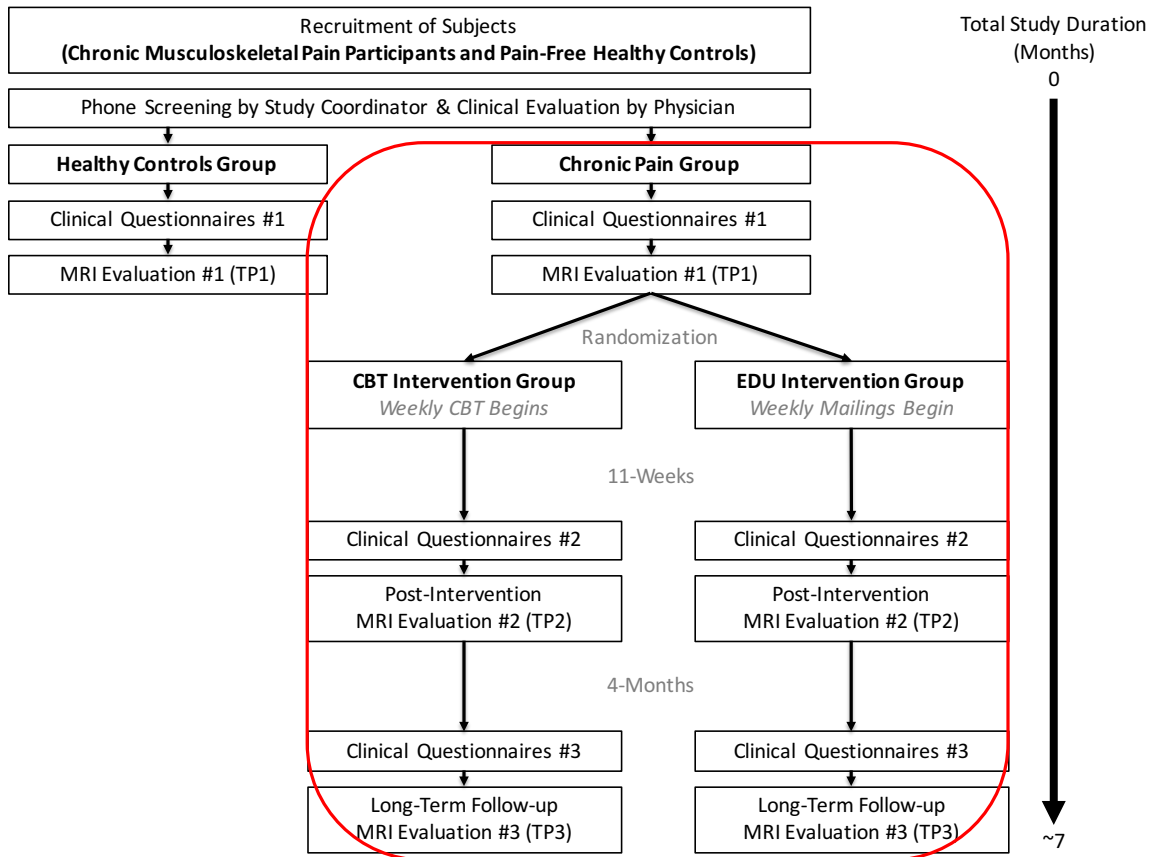 Recruitment of Subjects
(Chronic Musculoskeletal Pain Participants and Pain-Free Healthy Controls)
Total Study Duration
(Months)
0
Phone Screening by Study Coordinator & Clinical Evaluation by Physician
Healthy Controls Group
Chronic Pain Group
Clinical Questionnaires #1
Clinical Questionnaires #1
MRI Evaluation #1 (TP1)
MRI Evaluation #1 (TP1)
Randomization
CBT Intervention Group
Weekly CBT Begins
EDU Intervention Group
Weekly Mailings Begin
11-Weeks
Clinical Questionnaires #2
Clinical Questionnaires #2
Post-Intervention
MRI Evaluation #2 (TP2)
Post-Intervention
MRI Evaluation #2 (TP2)
4-Months
Clinical Questionnaires #3
Clinical Questionnaires #3
Long-Term Follow-up
MRI Evaluation #3 (TP3)
Long-Term Follow-up
MRI Evaluation #3 (TP3)
~7